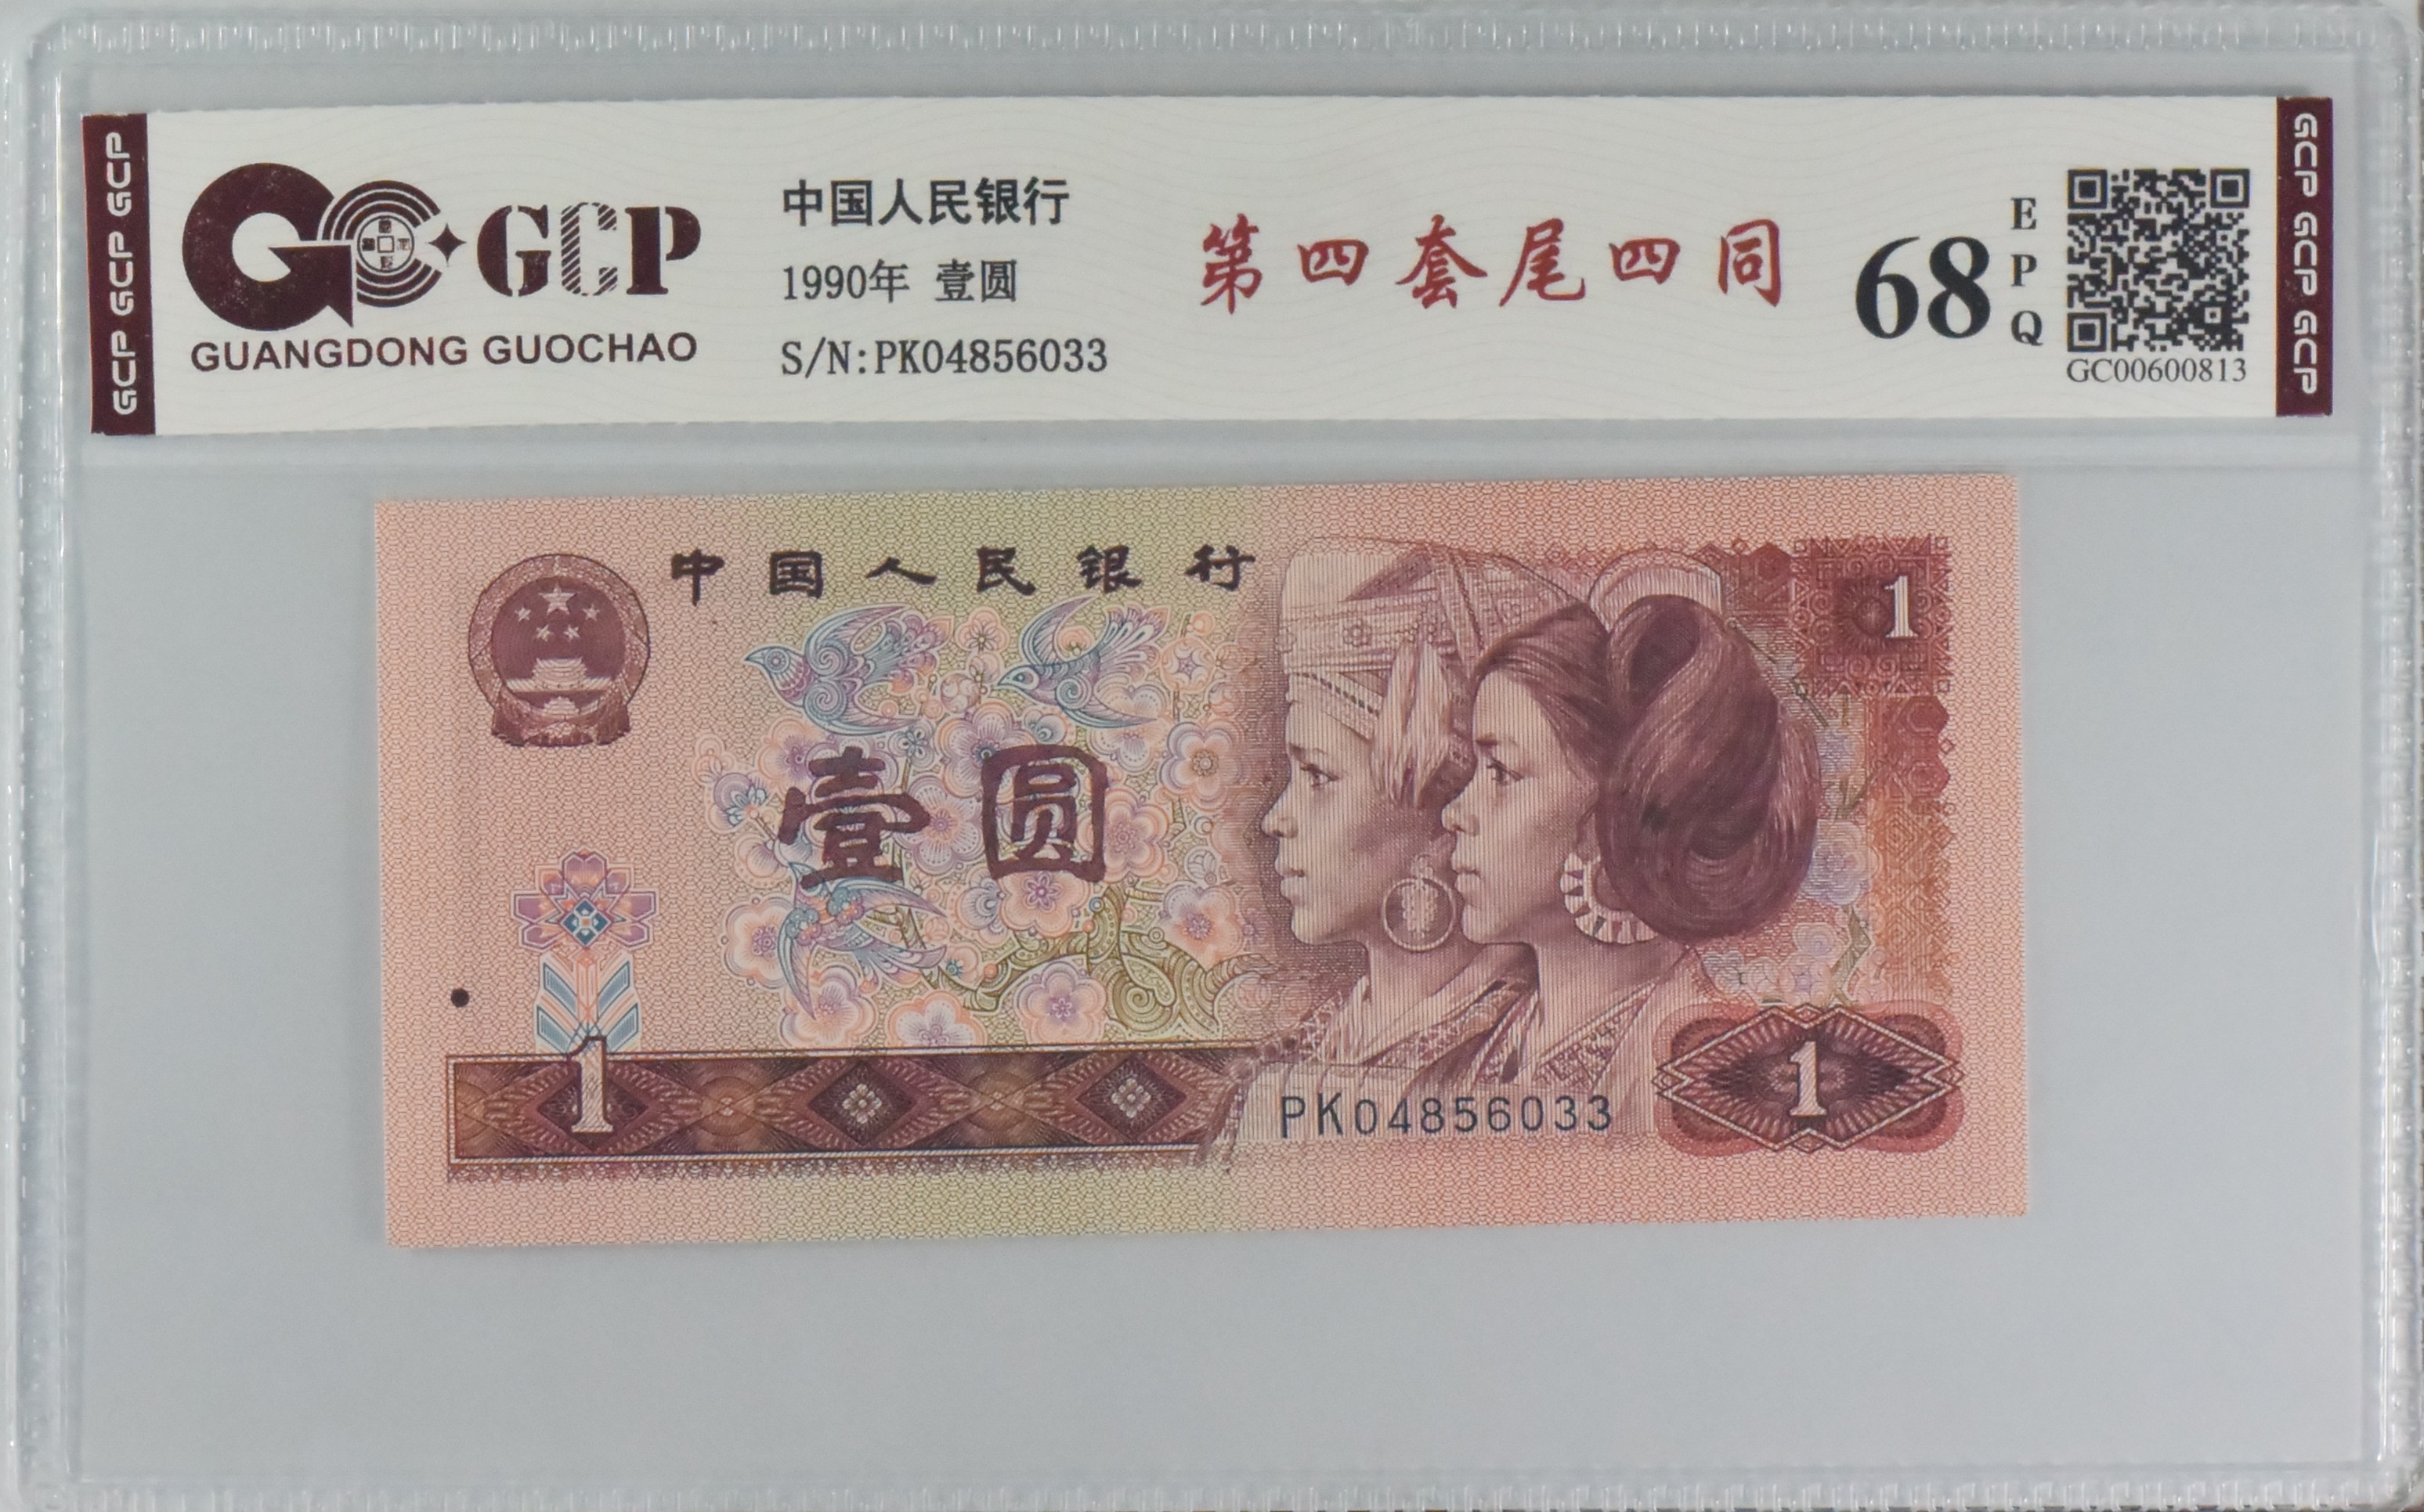 GCP GCP GCP
GCP
GUANGDONG GUOCHAO
中国人民银行
1990年 壹圆
S/N:PK04856033
第四套尾四同
68
E
P
Q
GC00600813
GCP GCP GCP
中国人民银行
1
壹圆
1
PK04856033
1